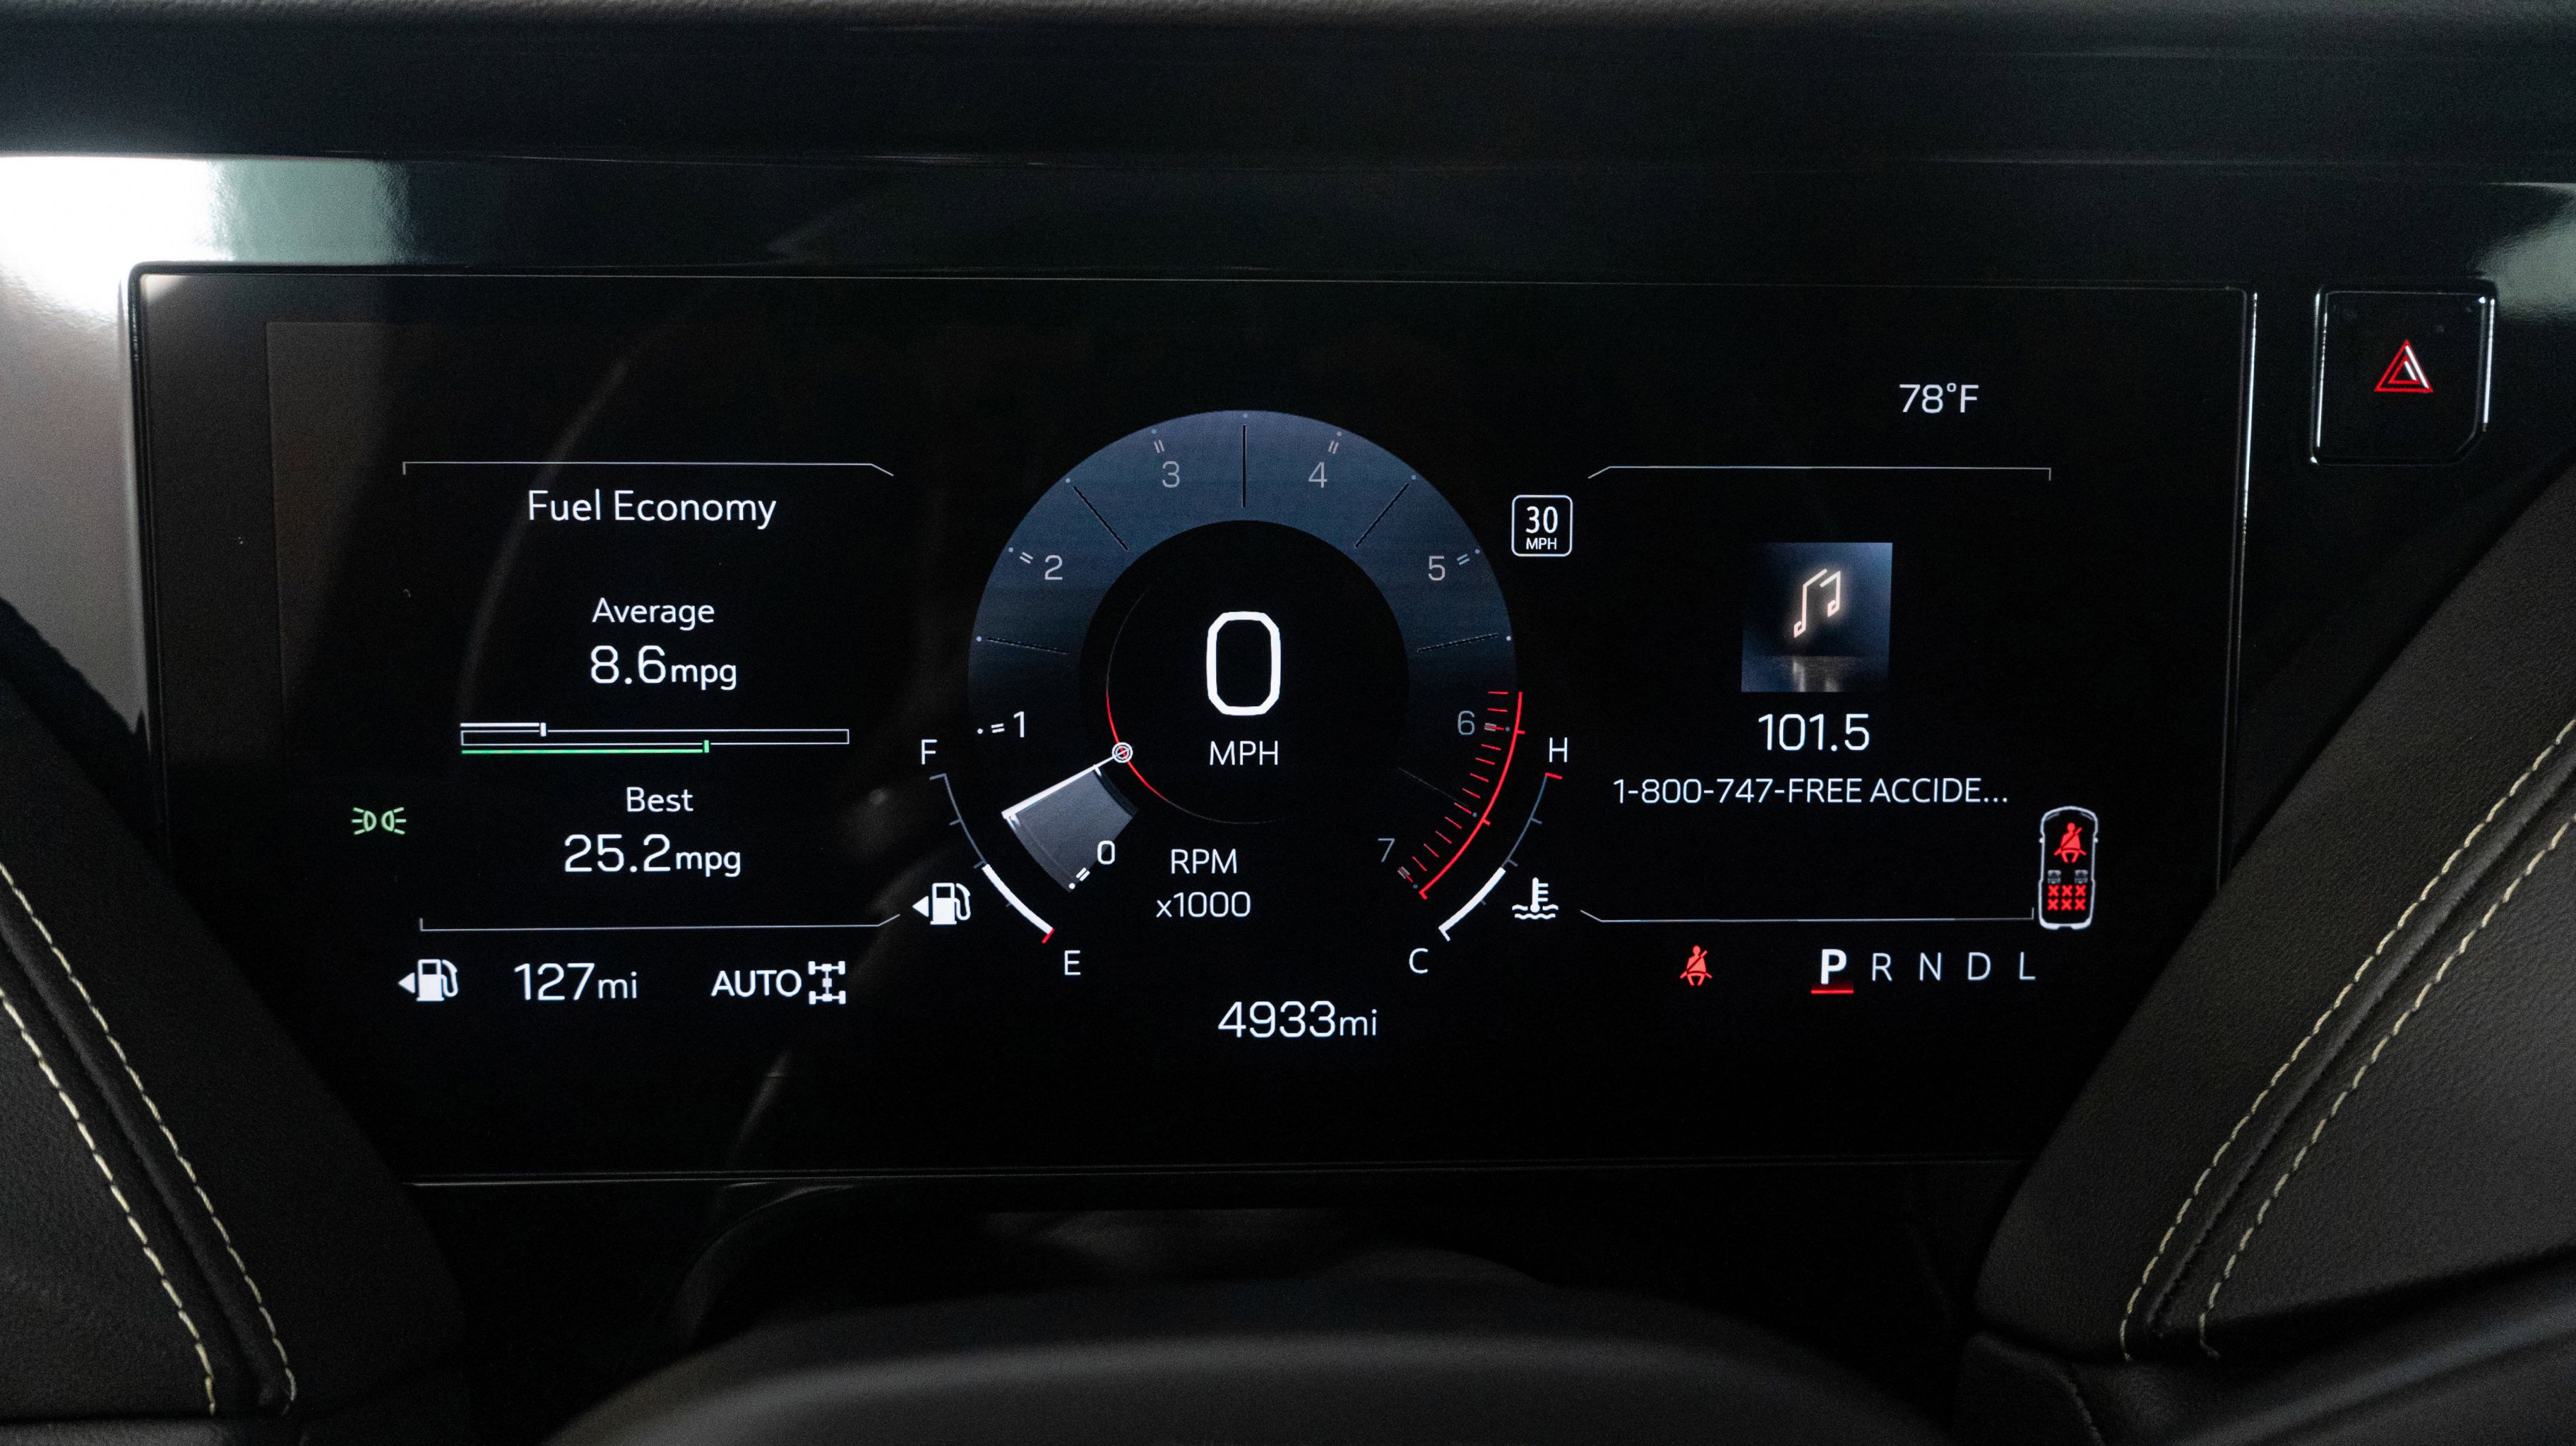 78°F
Fuel Economy
Average
8.6mpg
Best
25.2mpg
127mi
AUTO
F
E
0
1
2
3
4
5
6
7
0
MPH
RPM
x1000
4933mi
30
MPH
H
C
101.5
1-800-747-FREE ACCIDE...
P R N D L